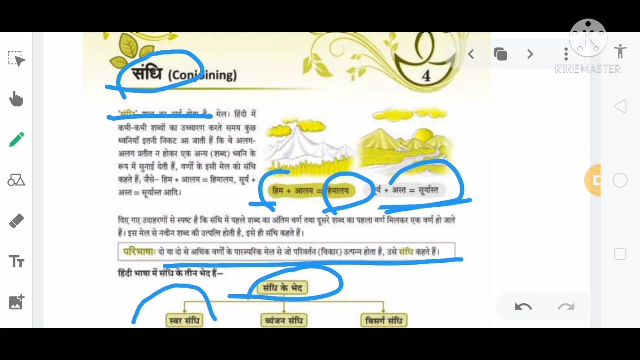 KINEMASTER
संधि (Conjoining)
4
'संधि' शब्द का अर्थ होता है- मेल। हिंदी में
कभी-कभी शब्दों का उच्चारण करते समय कुछ
ध्वनियाँ इतनी निकट आ जाती हैं कि वे अलग-
अलग प्रतीत न होकर एक अन्य (शब्द) ध्वनि के
रूप में सुनाई देती हैं, वर्णों के इसी मेल को संधि
कहते हैं, जैसे- हिम + आलय = हिमालय, सूर्य +
अस्त = सूर्यास्त आदि।
हिम + आलय = हिमालय
सूर्य + अस्त = सूर्यास्त
दिए गए उदाहरणों से स्पष्ट है कि संधि में पहले शब्द का अंतिम वर्ण तथा दूसरे शब्द का पहला वर्ण मिलकर एक वर्ण हो जाते
हैं। इस मेल से नवीन शब्द की उत्पत्ति होती है, इसे ही संधि कहते हैं।
परिभाषाः दो या दो से अधिक वर्णों के पारस्परिक मेल से जो परिवर्तन (विकार) उत्पन्न होता है, उसे संधि कहते हैं।
हिंदी भाषा में संधि के तीन भेद हैं–
संधि के भेद
स्वर संधि
व्यंजन संधि
विसर्ग संधि